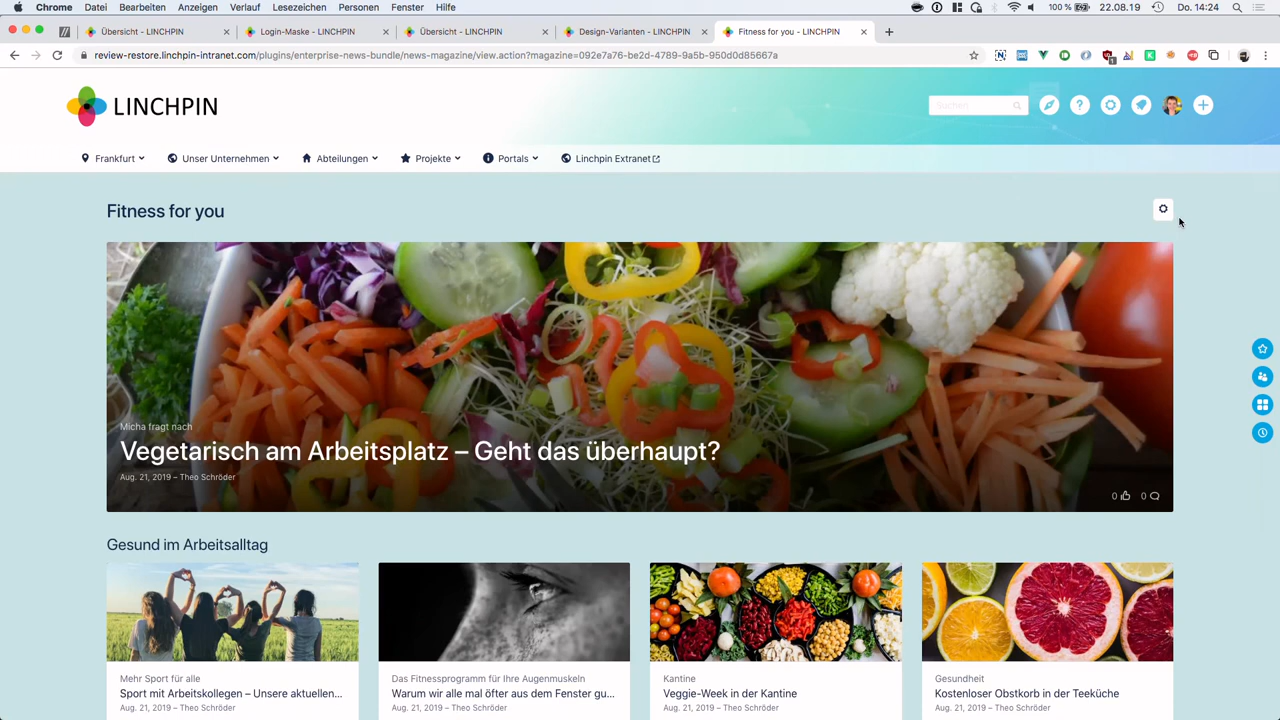 Chrome Datei Bearbeiten Anzeigen Verlauf Lesezeichen Personen Fenster Hilfe 100 % 22.08.19 Do. 14:24
Übersicht - LINCHPIN Login-Maske - LINCHPIN Übersicht - LINCHPIN Design-Varianten - LINCHPIN Fitness for you - LINCHPIN
review-restore.linchpin-intranet.com/plugins/enterprise-news-bundle/news-magazine/view.action?magazine=092e7a76-be2d-4789-9a5b-950d0d85667a
LINCHPIN
Suchen
Frankfurt Unser Unternehmen Abteilungen Projekte Portals Linchpin Extranet
Fitness for you
Micha fragt nach
Vegetarisch am Arbeitsplatz – Geht das überhaupt?
Aug. 21, 2019 – Theo Schröder
0 0
Gesund im Arbeitsalltag
Mehr Sport für alle
Sport mit Arbeitskollegen – Unsere aktuellen...
Aug. 21, 2019 – Theo Schröder
Das Fitnessprogramm für Ihre Augenmuskeln
Warum wir alle mal öfter aus dem Fenster gu...
Aug. 21, 2019 – Theo Schröder
Kantine
Veggie-Week in der Kantine
Aug. 21, 2019 – Theo Schröder
Gesundheit
Kostenloser Obstkorb in der Teeküche
Aug. 21, 2019 – Theo Schröder